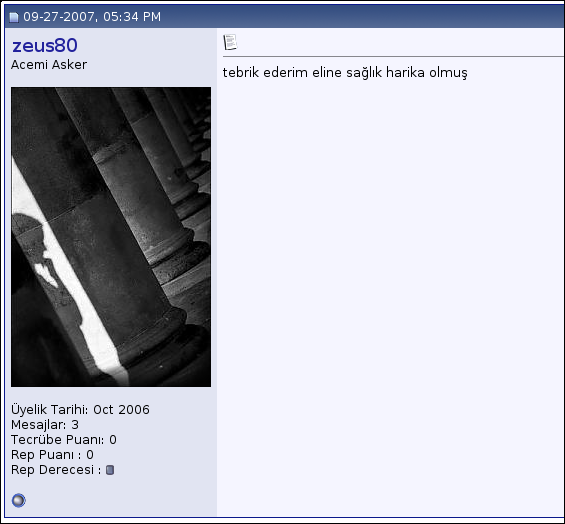 09-27-2007, 05:34 PM
zeus80
Acemi Asker
tebrik ederim eline sağlık harika olmuş
Üyelik Tarihi: Oct 2006
Mesajlar: 3
Tecrübe Puanı: 0
Rep Puanı : 0
Rep Derecesi :